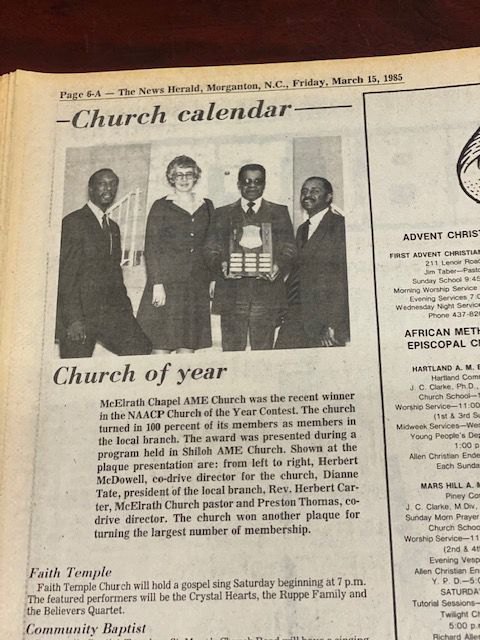 Page 6-A — The News Herald, Morganton, N.C., Friday, March 15, 1985
Church calendar
Church of year
McElrath Chapel AME Church was the recent winner
in the NAACP Church of the Year Contest. The church
turned in 100 percent of its members as members in
the local branch. The award was presented during a
program held in Shiloh AME Church. Shown at the
plaque presentation are: from left to right, Herbert
McDowell, co-drive director for the church, Dianne
Tate, president of the local branch, Rev. Herbert Car-
ter, McElrath Church pastor and Preston Thomas, co-
drive director. The church won another plaque for
turning the largest number of membership.
Faith Temple
Faith Temple Church will hold a gospel sing Saturday beginning at 7 p.m.
The featured performers will be the Crystal Hearts, the Ruppe Family and
the Believers Quartet.
Community Baptist
ADVENT CHRIST
FIRST ADVENT CHRISTIAN
211 Lenoir Road
Jim Taber—Pasto
Sunday School 9:45
Morning Worship Service
Evening Services 7:
Wednesday Night Service
Phone 437-826
AFRICAN METH
EPISCOPAL C
HARTLAND A. M. E
Hartland Com
J. C. Clarke, Ph.D.,
Church School—1
Worship Service—11:00
(1st & 3rd Su
Midweek Services—Wed
Young People's Dep
1:00 p
Allen Christian Ende
Each Sunda
MARS HILL A. M
Piney Co
J. C. Clarke, M.Div,
Sunday Morn Prayer
Church Schoo
Worship Service—11
(2nd & 4th
Evening Vesp
Allen Christian En
Y. P. D.—5:
SATURDA
Tutorial Sessions—
Twilight C
5:00 p.
Richard Allen